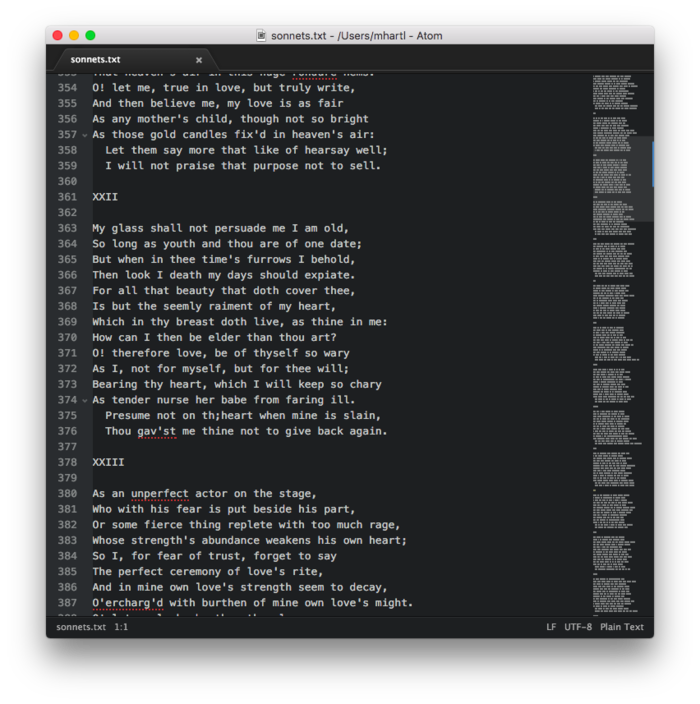 sonnets.txt - /Users/mhartl - Atom
sonnets.txt ×
353 That heaven's air in this huge rondure hems.
354 O! let me, true in love, but truly write,
355 And then believe me, my love is as fair
356 As any mother's child, though not so bright
357 As those gold candles fix'd in heaven's air:
358 Let them say more that like of hearsay well;
359 I will not praise that purpose not to sell.
360
361 XXII
362
363 My glass shall not persuade me I am old,
364 So long as youth and thou are of one date;
365 But when in thee time's furrows I behold,
366 Then look I death my days should expiate.
367 For all that beauty that doth cover thee,
368 Is but the seemly raiment of my heart,
369 Which in thy breast doth live, as thine in me:
370 How can I then be elder than thou art?
371 O! therefore love, be of thyself so wary
372 As I, not for myself, but for thee will;
373 Bearing thy heart, which I will keep so chary
374 As tender nurse her babe from faring ill.
375 Presume not on th;heart when mine is slain,
376 Thou gav'st me thine not to give back again.
377
378 XXIII
379
380 As an unperfect actor on the stage,
381 Who with his fear is put beside his part,
382 Or some fierce thing replete with too much rage,
383 Whose strength's abundance weakens his own heart;
384 So I, for fear of trust, forget to say
385 The perfect ceremony of love's rite,
386 And in mine own love's strength seem to decay,
387 O'ercharg'd with burthen of mine own love's might.
sonnets.txt 1:1 LF UTF-8 Plain Text